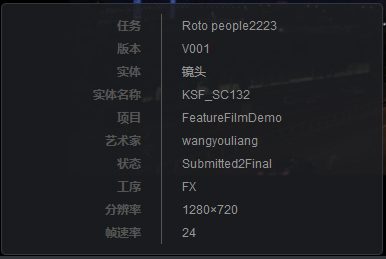 任务 Roto people2223
版本 V001
实体 镜头
实体名称 KSF_SC132
项目 FeatureFilmDemo
艺术家 wangyouliang
状态 Submitted2Final
工序 FX
分辨率 1280×720
帧速率 24